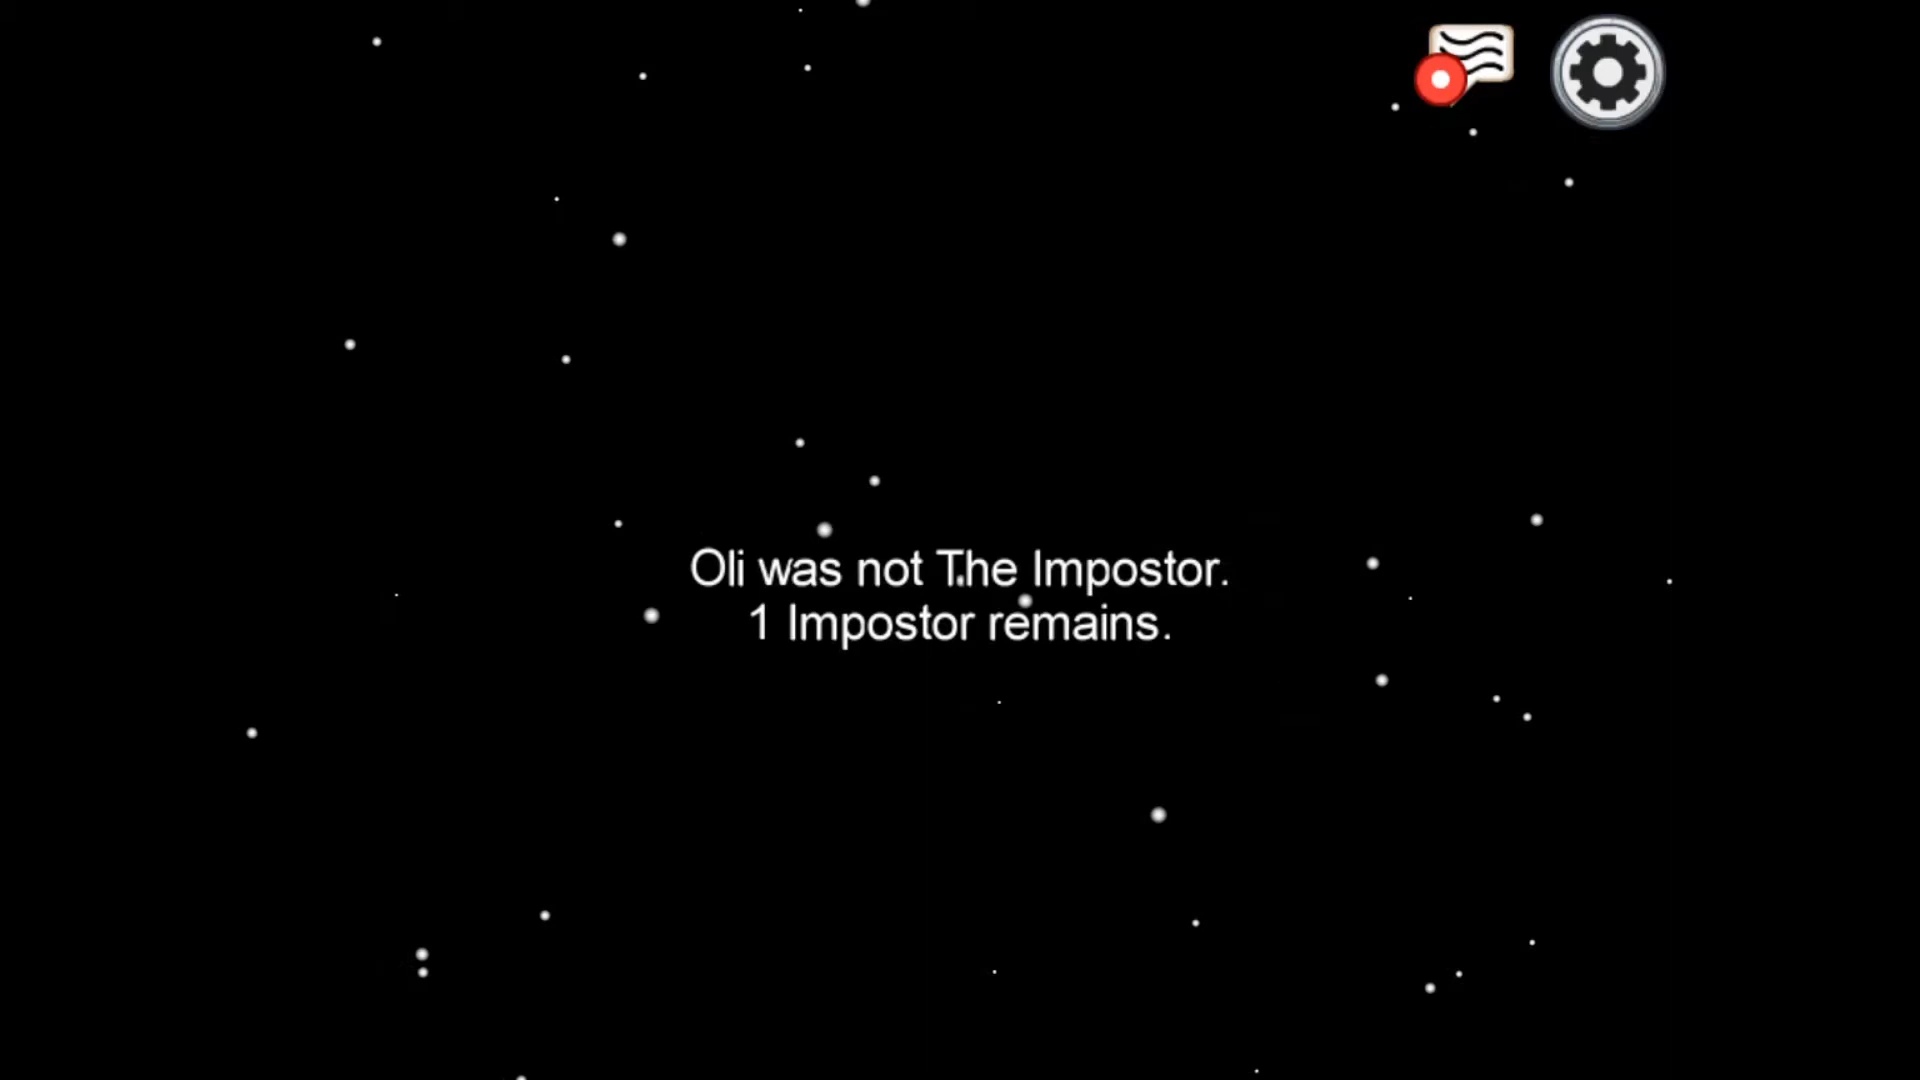 Oli was not The Impostor.
1 Impostor remains.